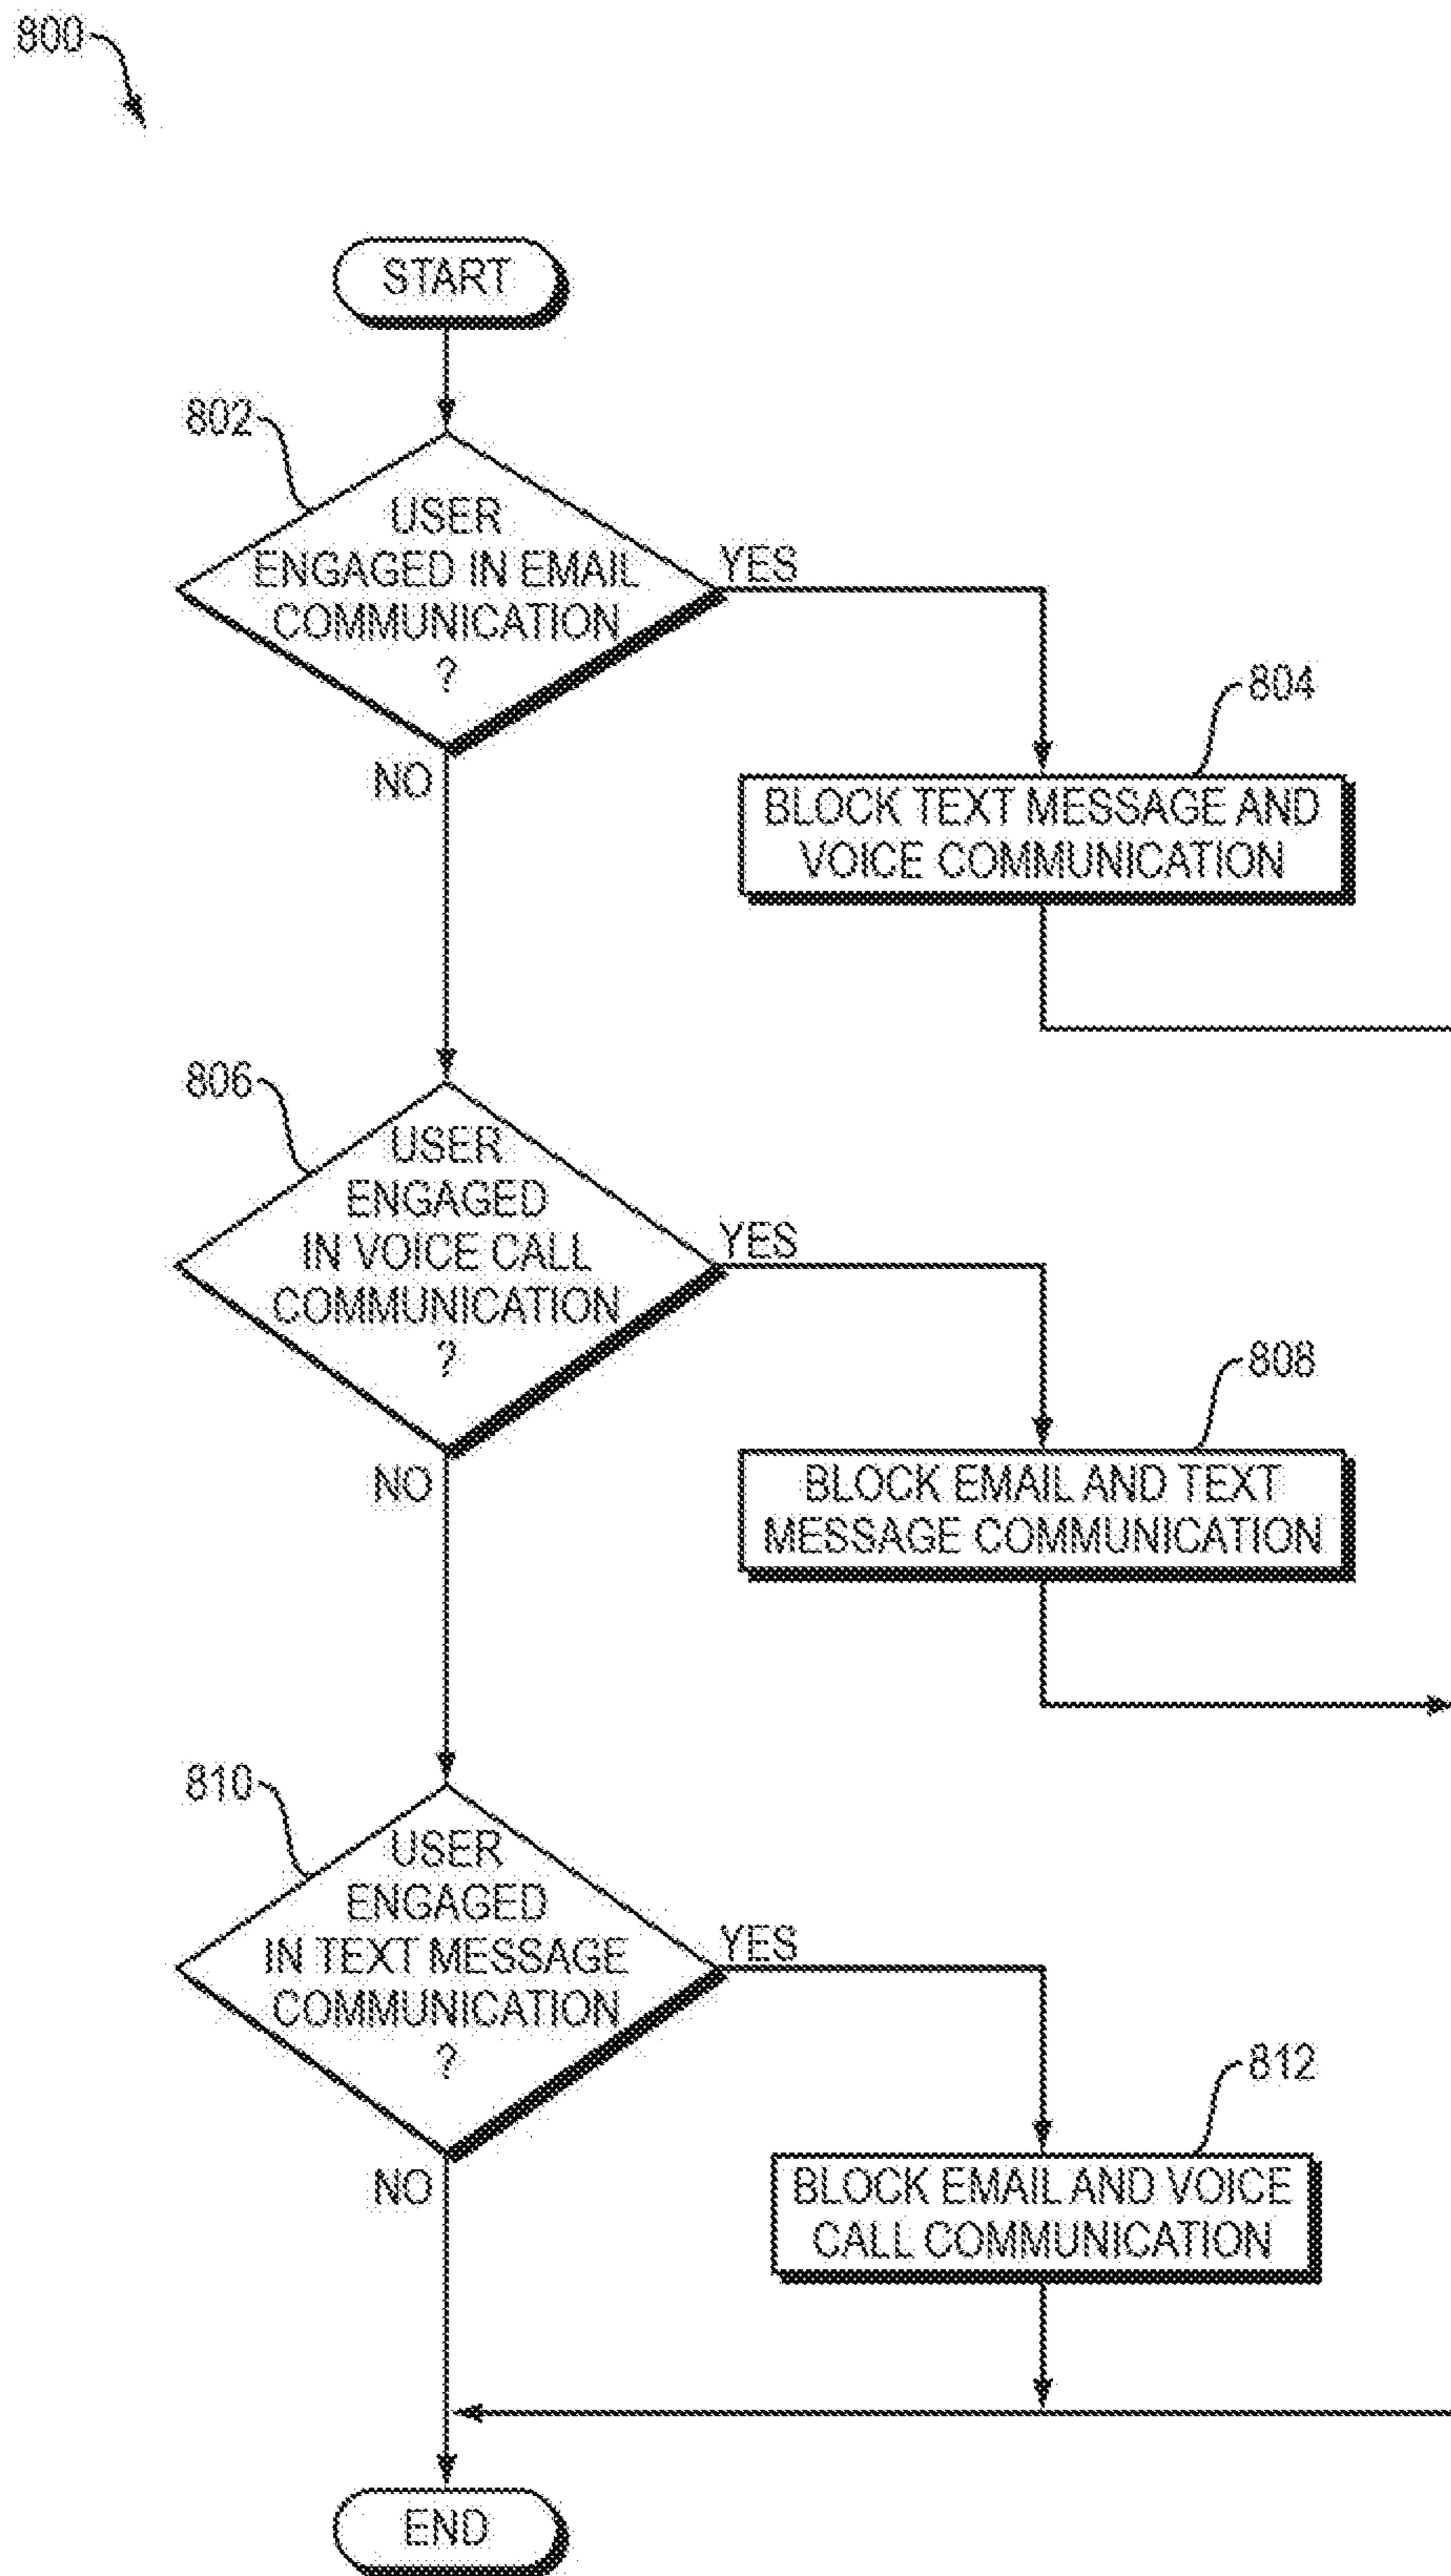 800
START
802
USER
ENGAGED IN EMAIL
COMMUNICATION
?
YES
NO
804
BLOCK TEXT MESSAGE AND
VOICE COMMUNICATION
806
USER
ENGAGED
IN VOICE CALL
COMMUNICATION
?
YES
NO
808
BLOCK EMAIL AND TEXT
MESSAGE COMMUNICATION
810
USER
ENGAGED
IN TEXT MESSAGE
COMMUNICATION
?
YES
NO
812
BLOCK EMAIL AND VOICE
CALL COMMUNICATION
END